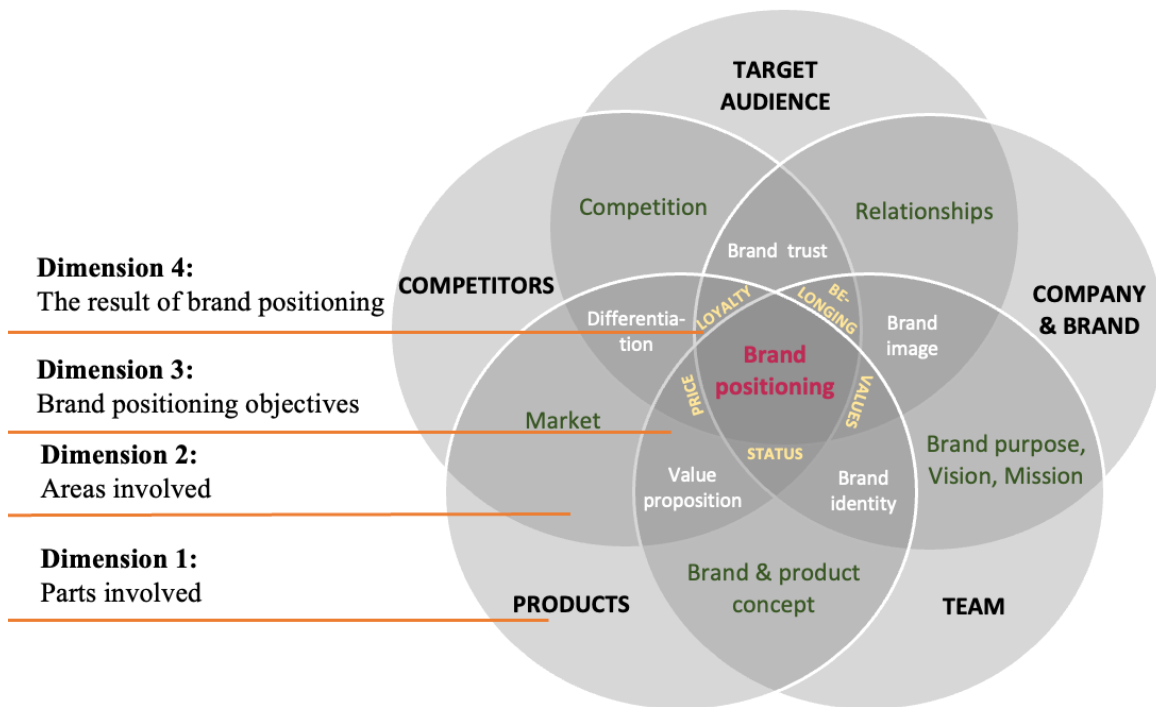 TARGET
AUDIENCE
Competition
Relationships
Brand trust
Dimension 4:
The result of brand positioning
COMPETITORS
LOYALTY
BE-
LONGING
COMPANY
& BRAND
Differentia-
tion
Brand
image
Brand
positioning
Dimension 3:
Brand positioning objectives
PRICE
VALUES
Market
Dimension 2:
Areas involved
STATUS
Brand purpose,
Vision, Mission
Value
proposition
Brand
identity
Dimension 1:
Parts involved
Brand & product
concept
PRODUCTS
TEAM